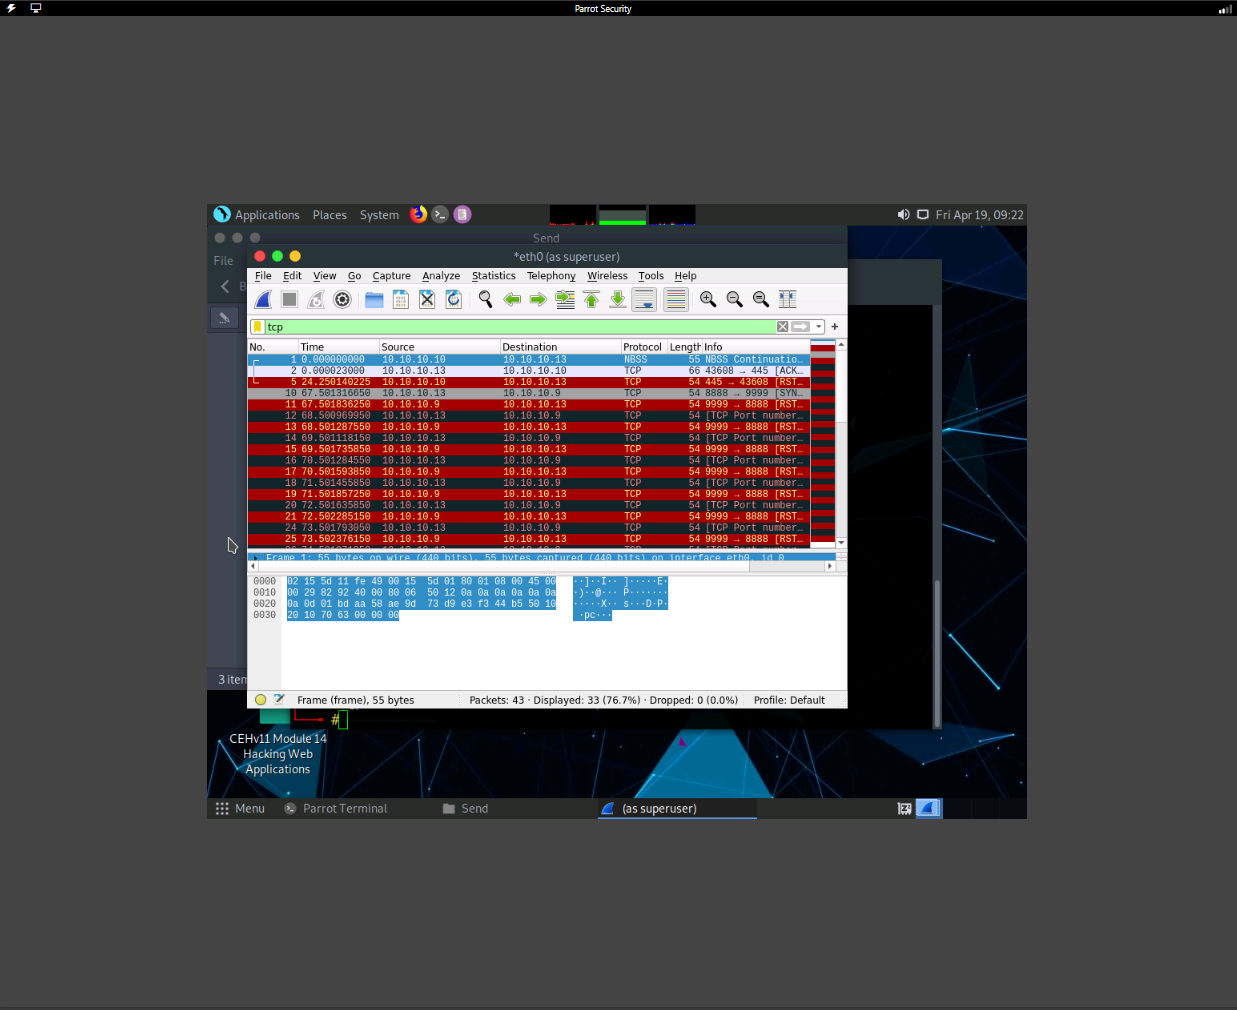 Parrot Security
Applications Places System Fri Apr 19, 09:22
Send
File
*eth0 (as superuser)
File Edit View Go Capture Analyze Statistics Telephony Wireless Tools Help
tcp
No. Time Source Destination Protocol Length Info
1 0.000000000 10.10.10.10 10.10.10.13 NBSS 55 NBSS Continuatio…
2 0.000023000 10.10.10.13 10.10.10.10 TCP 66 43608 → 445 [ACK…
5 24.250140225 10.10.10.10 10.10.10.13 TCP 54 445 → 43608 [RST…
10 67.501316650 10.10.10.13 10.10.10.9 TCP 54 8888 → 9999 [SYN…
11 67.501836250 10.10.10.9 10.10.10.13 TCP 54 9999 → 8888 [RST…
12 68.500969950 10.10.10.13 10.10.10.9 TCP 54 [TCP Port number…
13 68.501287550 10.10.10.9 10.10.10.13 TCP 54 9999 → 8888 [RST…
14 69.501118150 10.10.10.13 10.10.10.9 TCP 54 [TCP Port number…
15 69.501735850 10.10.10.9 10.10.10.13 TCP 54 9999 → 8888 [RST…
16 70.501284550 10.10.10.13 10.10.10.9 TCP 54 [TCP Port number…
17 70.501593850 10.10.10.9 10.10.10.13 TCP 54 9999 → 8888 [RST…
18 71.501455850 10.10.10.13 10.10.10.9 TCP 54 [TCP Port number…
19 71.501857250 10.10.10.9 10.10.10.13 TCP 54 9999 → 8888 [RST…
20 72.501635850 10.10.10.13 10.10.10.9 TCP 54 [TCP Port number…
21 72.502285150 10.10.10.9 10.10.10.13 TCP 54 9999 → 8888 [RST…
24 73.501793050 10.10.10.13 10.10.10.9 TCP 54 [TCP Port number…
25 73.502376150 10.10.10.9 10.10.10.13 TCP 54 9999 → 8888 [RST…
Frame 1: 55 bytes on wire (440 bits), 55 bytes captured (440 bits) on interface eth0, id 0
0000 02 15 5d 11 fe 49 00 15 5d 01 80 01 08 00 45 00 ··]··I·· ]·····E·
0010 00 29 82 92 40 00 80 06 50 12 0a 0a 0a 0a 0a 0a ·)··@··· P·······
0020 0a 0d 01 bd aa 58 ae 9d 73 d9 e3 f3 44 b5 50 10 ·····X·· s···D·P·
0030 20 10 70 63 00 00 00 ·pc···
Frame (frame), 55 bytes Packets: 43 · Displayed: 33 (76.7%) · Dropped: 0 (0.0%) Profile: Default
#
CEHv11 Module 14
Hacking Web
Applications
Menu Parrot Terminal Send (as superuser)